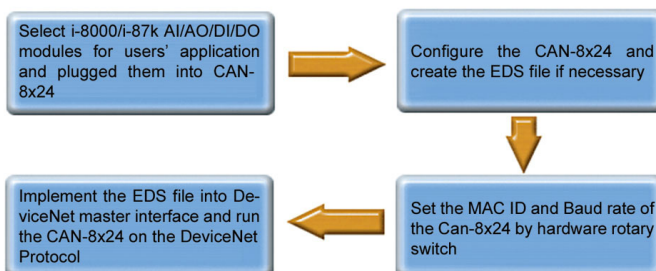 Select i-8000/i-87k AI/AO/DI/DO
modules for users' application
and plugged them into CAN-
8x24
Configure the CAN-8x24 and
create the EDS file if necessary
Set the MAC ID and Baud rate of
the Can-8x24 by hardware rotary
switch
Implement the EDS file into De-
viceNet master interface and run
the CAN-8x24 on the DeviceNet
Protocol